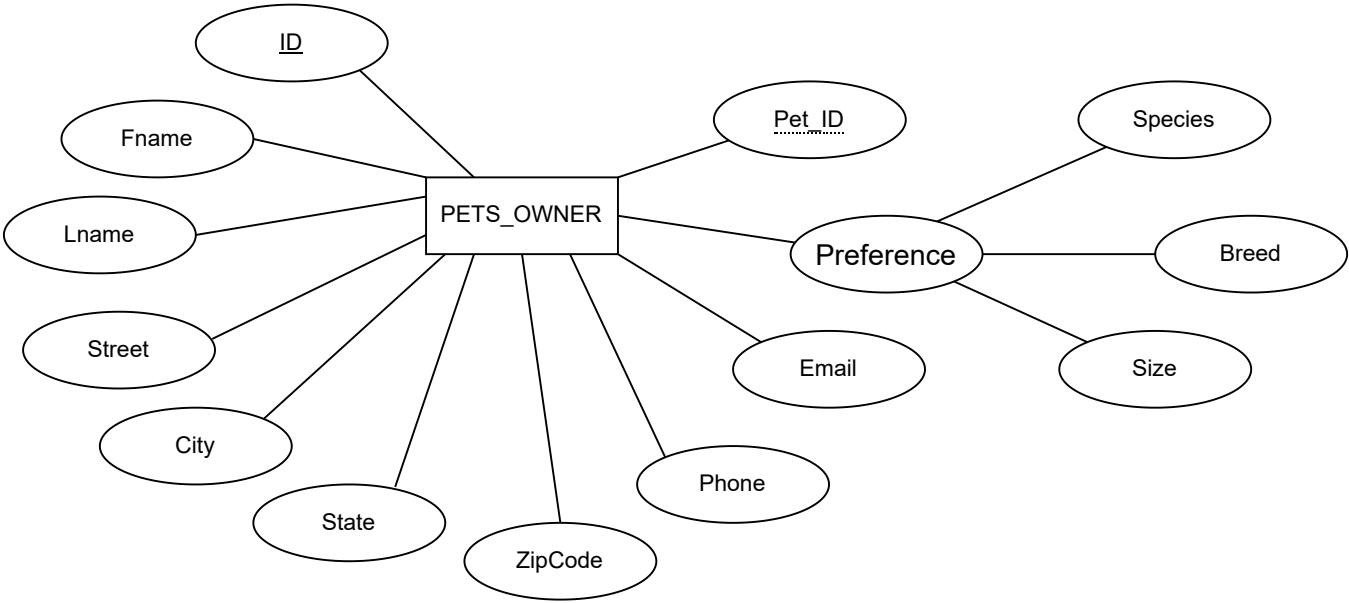 ID
Pet_ID
Species
Fname
PETS_OWNER
Lname
Preference
Breed
Street
Email
Size
City
Phone
State
ZipCode